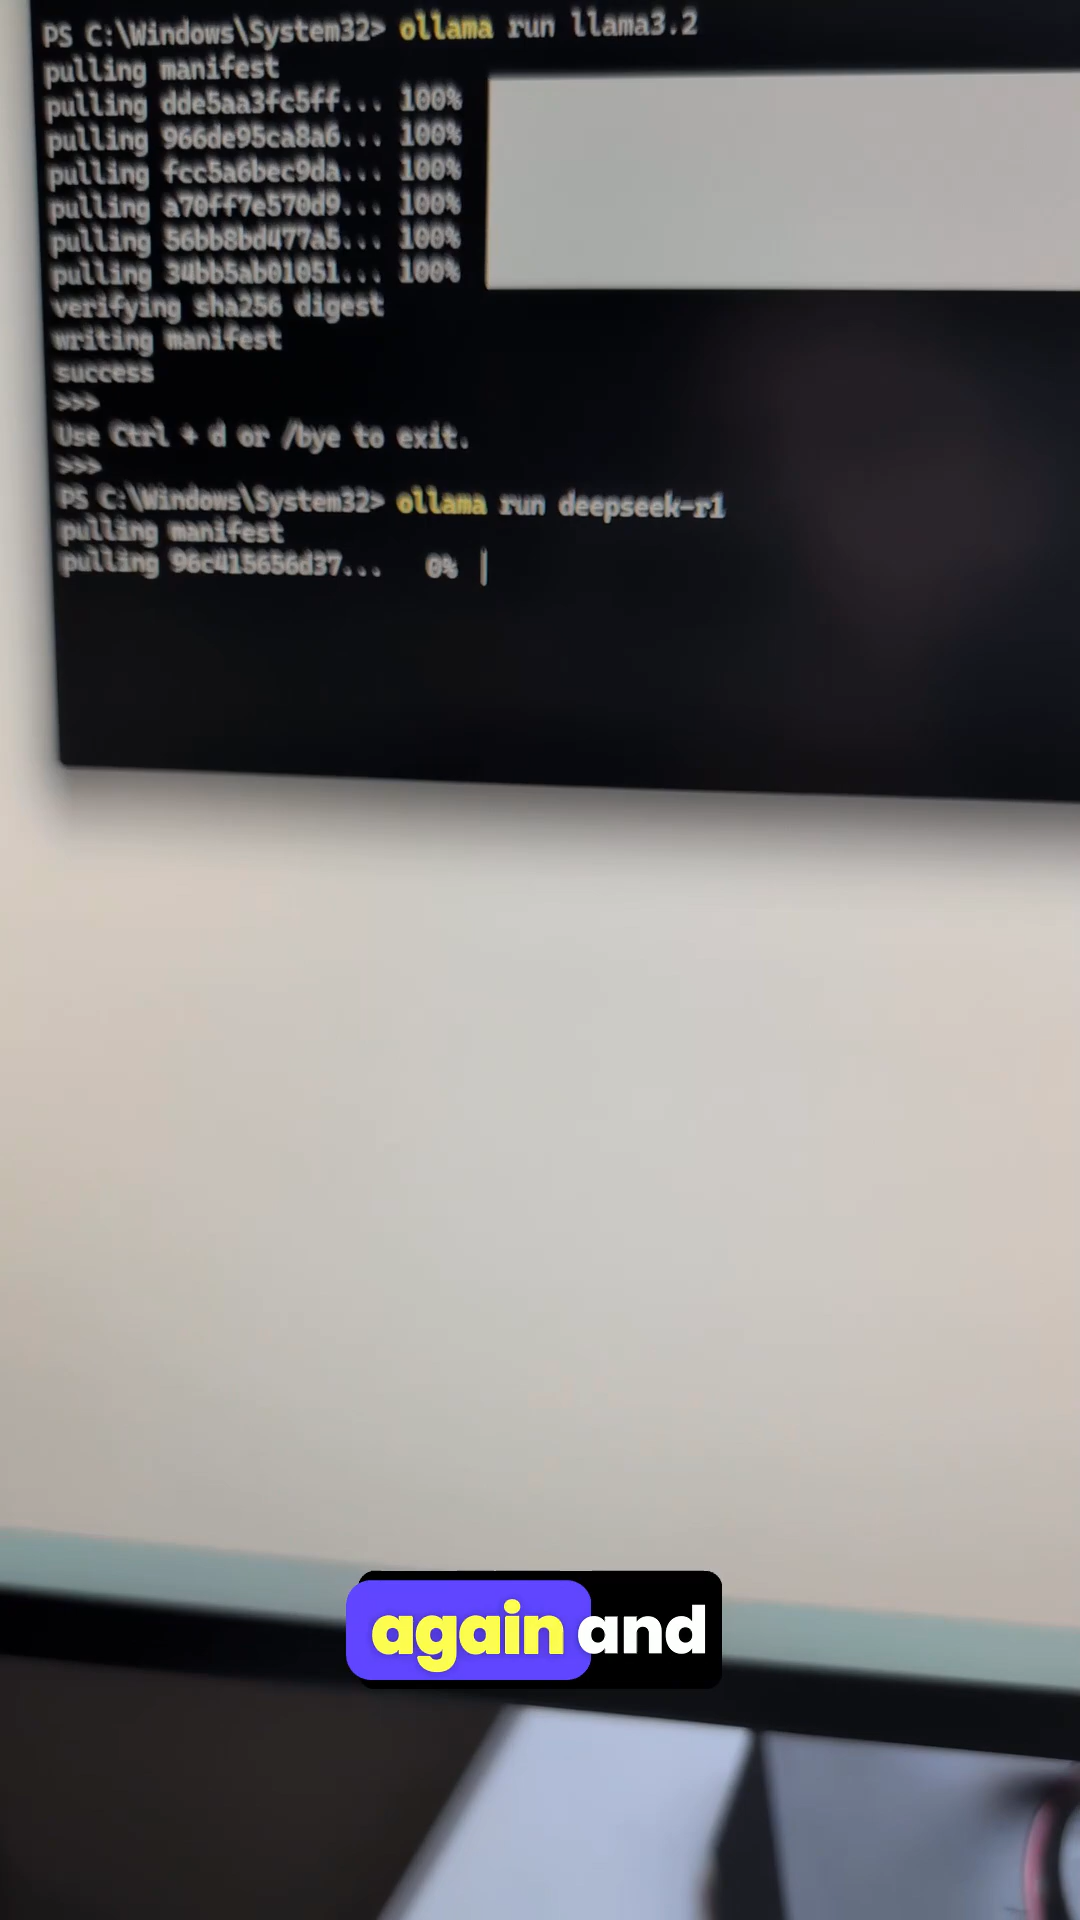 PS C:\Windows\System32> ollama run llama3.2
pulling manifest
pulling dde5aa3fc5ff... 100%
pulling 966de95ca8a6... 100%
pulling fcc5a6bec9da... 100%
pulling a70ff7e570d9... 100%
pulling 56bb8bd477a5... 100%
pulling 34bb5ab01051... 100%
verifying sha256 digest
writing manifest
success
>>>
Use Ctrl + d or /bye to exit.
>>>
PS C:\Windows\System32> ollama run deepseek-r1
pulling manifest
pulling 96c415656d37... 0%
again and